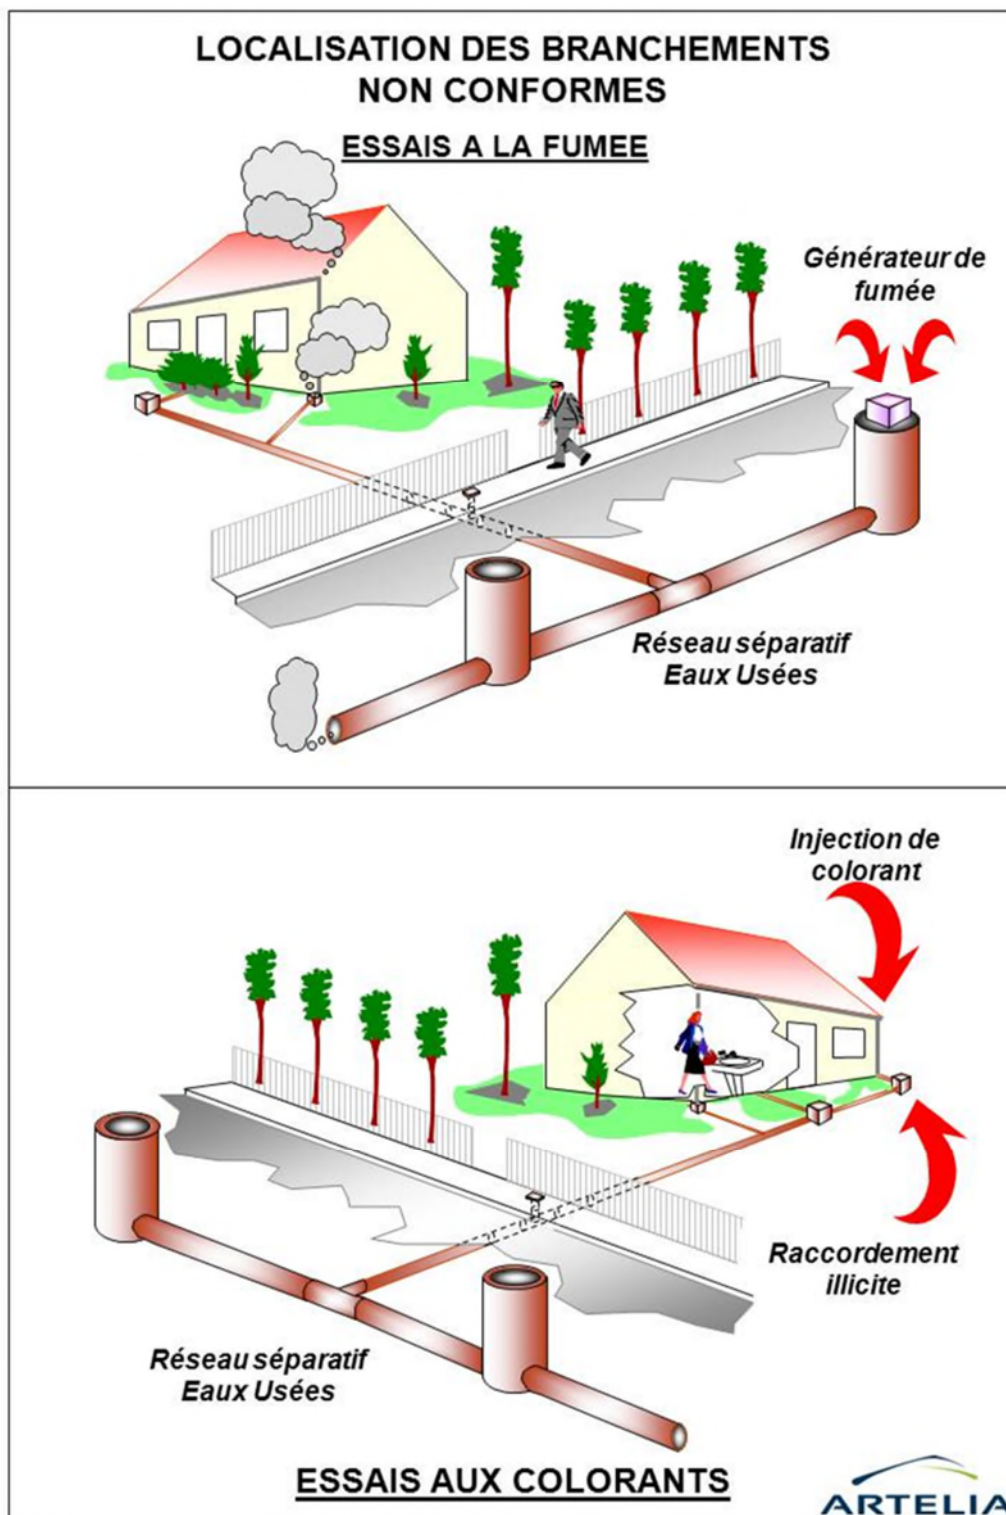 LOCALISATION DES BRANCHEMENTS
NON CONFORMES
ESSAIS A LA FUMEE
Générateur de
fumée
Réseau séparatif
Eaux Usées
Injection de
colorant
Raccordement
illicite
Réseau séparatif
Eaux Usées
ESSAIS AUX COLORANTS
ARTELIA